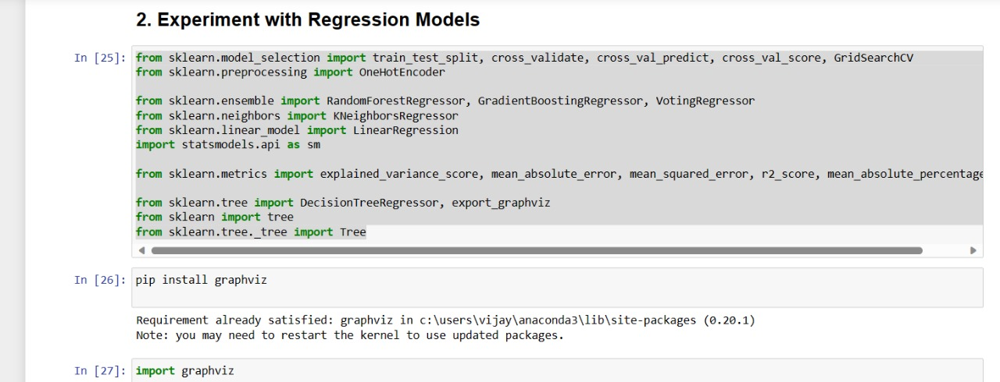 2. Experiment with Regression Models
In [25]: from sklearn.model_selection import train_test_split, cross_validate, cross_val_predict, cross_val_score, GridSearchCV
from sklearn.preprocessing import OneHotEncoder
from sklearn.ensemble import RandomForestRegressor, GradientBoostingRegressor, VotingRegressor
from sklearn.neighbors import KNeighborsRegressor
from sklearn.linear_model import LinearRegression
import statsmodels.api as sm
from sklearn.metrics import explained_variance_score, mean_absolute_error, mean_squared_error, r2_score, mean_absolute_percentage
from sklearn.tree import DecisionTreeRegressor, export_graphviz
from sklearn import tree
from sklearn.tree._tree import Tree
In [26]: pip install graphviz
Requirement already satisfied: graphviz in c:\users\vijay\anaconda3\lib\site-packages (0.20.1)
Note: you may need to restart the kernel to use updated packages.
In [27]: import graphviz